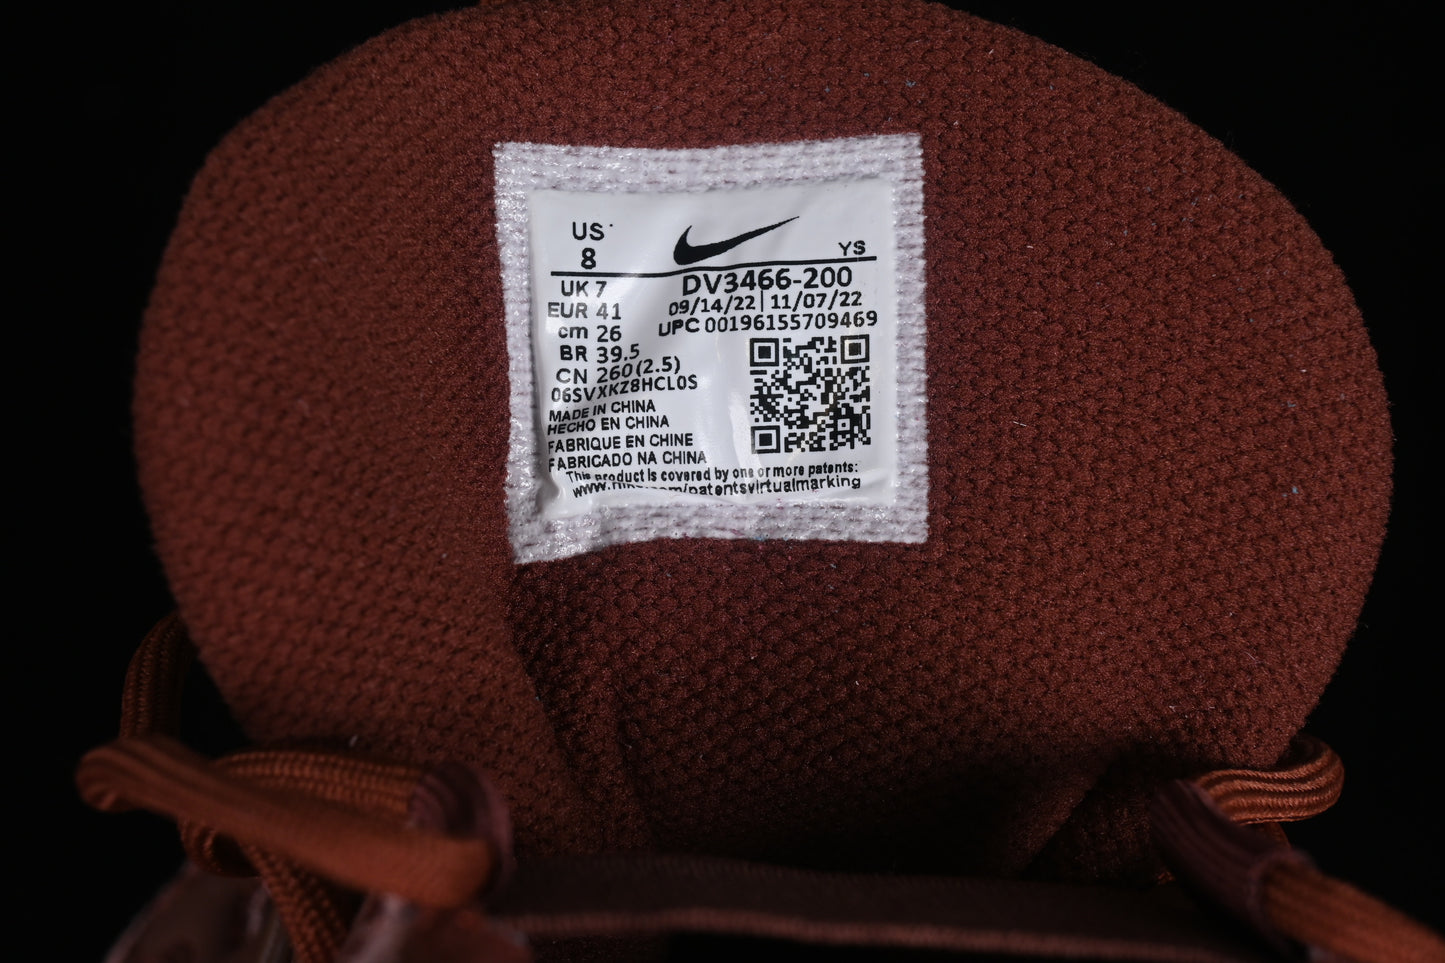 US
8
YS
UK 7
DV3466-200
EUR 41
09/14/22 | 11/07/22
cm 26
UPC 00196155709469
BR 39.5
CN 260(2.5)
06SVXKZ8HCL0S
MADE IN CHINA
HECHO EN CHINA
FABRIQUE EN CHINE
FABRICADO NA CHINA
This product is covered by one or more patents:
/patentsvirtualmarking